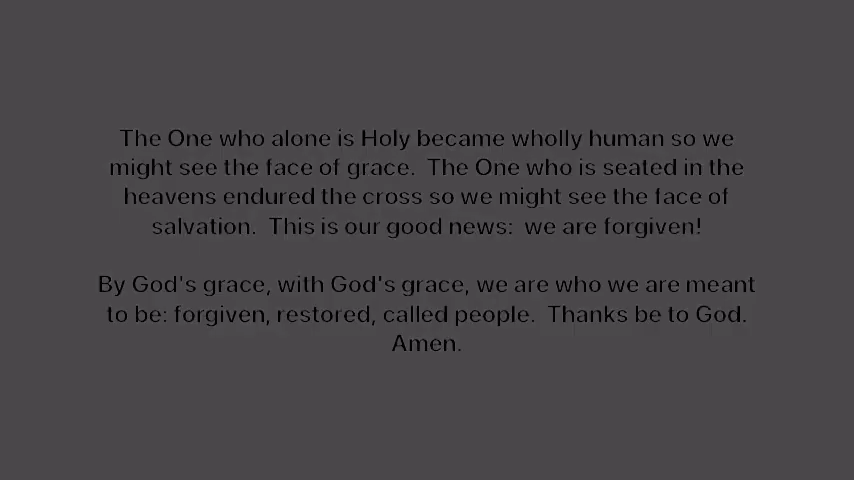 The One who alone is Holy became wholly human so we
might see the face of grace.  The One who is seated in the
heavens endured the cross so we might see the face of
salvation.  This is our good news:  we are forgiven!
By God's grace, with God's grace, we are who we are meant
to be: forgiven, restored, called people.  Thanks be to God.
Amen.